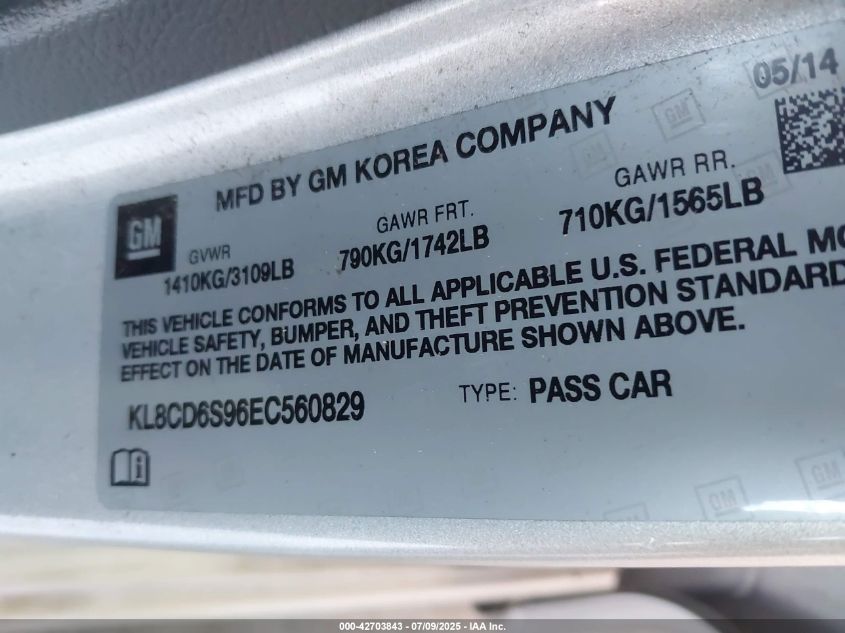 05/14
MFD BY GM KOREA COMPANY
GM
GVWR
1410KG/3109LB
GAWR FRT.
790KG/1742LB
GAWR RR.
710KG/1565LB
THIS VEHICLE CONFORMS TO ALL APPLICABLE U.S. FEDERAL MO
VEHICLE SAFETY, BUMPER, AND THEFT PREVENTION STANDARD
EFFECT ON THE DATE OF MANUFACTURE SHOWN ABOVE.
KL8CD6S96EC560829
TYPE: PASS CAR
000-42703843 - 07/09/2025 - IAA Inc.